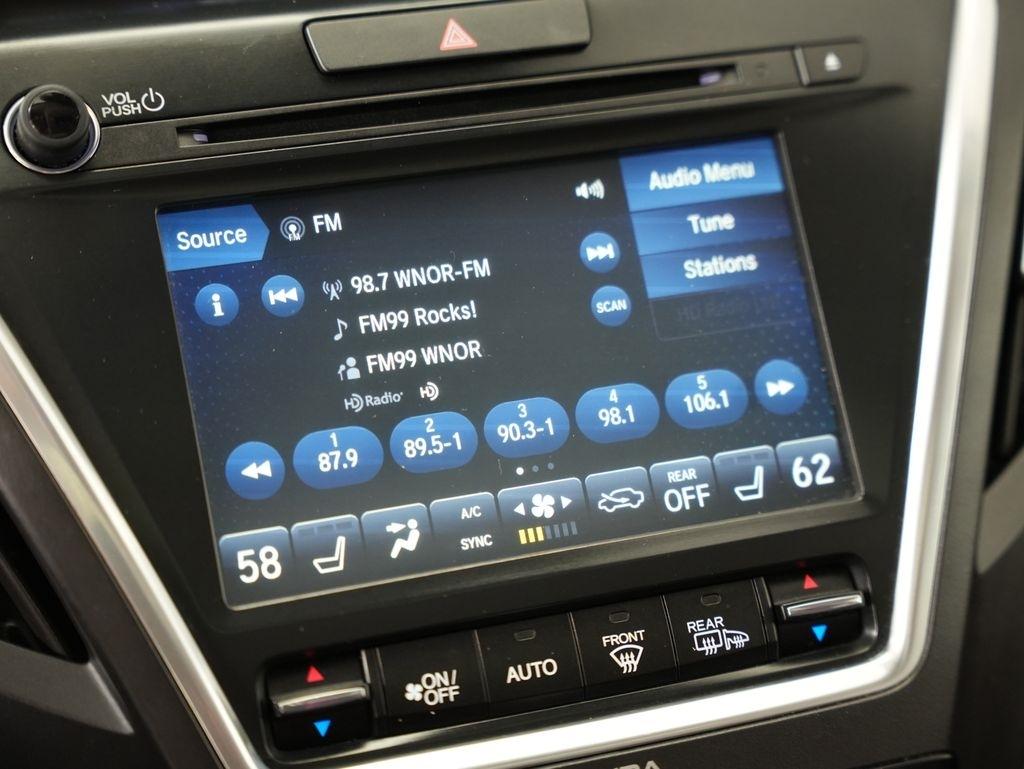 VOL
PUSH
Source
FM
FM
Audio Menu
Tune
Stations
98.7 WNOR-FM
SCAN
FM99 Rocks!
FM99 WNOR
HD Radio
HD
1
87.9
2
89.5-1
3
90.3-1
4
98.1
5
106.1
58
A/C
SYNC
REAR
OFF
62
ON/
OFF
AUTO
FRONT
REAR